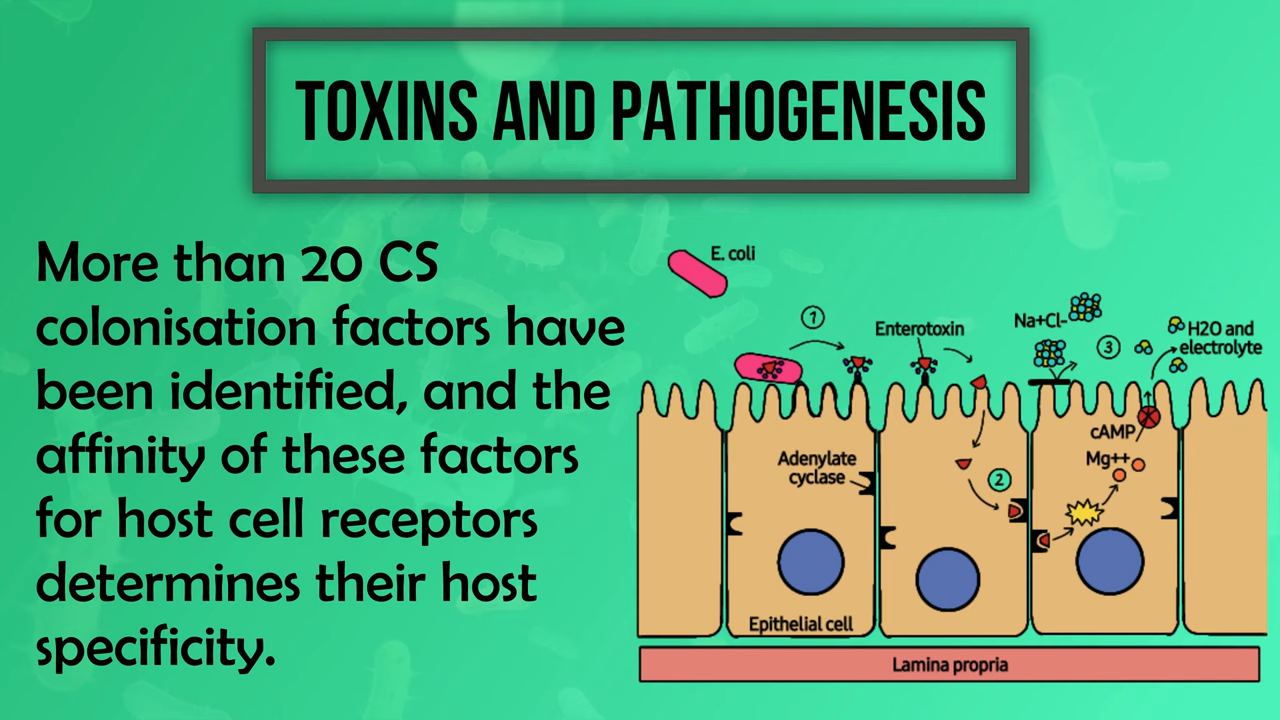 TOXINS AND PATHOGENESIS
More than 20 CS
colonisation factors have
been identified, and the
affinity of these factors
for host cell receptors
determines their host
specificity.
E. coli
1
Enterotoxin
Na+Cl-
3
H2O and
electrolyte
cAMP
Mg++
Adenylate
cyclase
2
Epithelial cell
Lamina propria